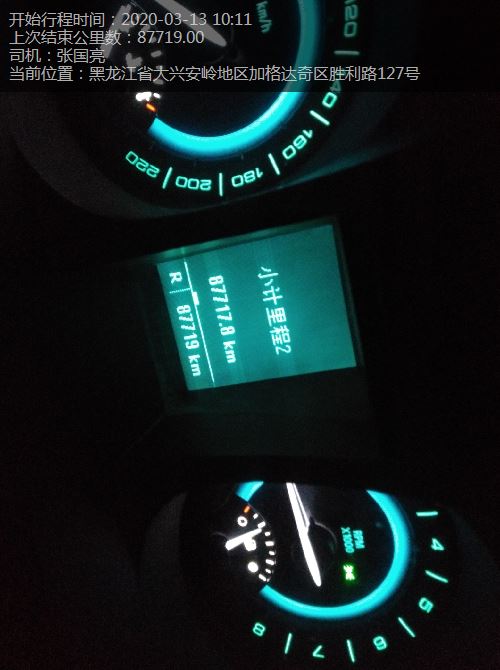 开始行程时间：2020-03-13 10:11
上次结束公里数：87719.00
司机：张国亮
当前位置：黑龙江省大兴安岭地区加格达奇区胜利路127号
km/h
120
140
160
180
200
220
小计里程2
87717.8 km
R 87719 km
RPM
X1000
4
5
6
7
8